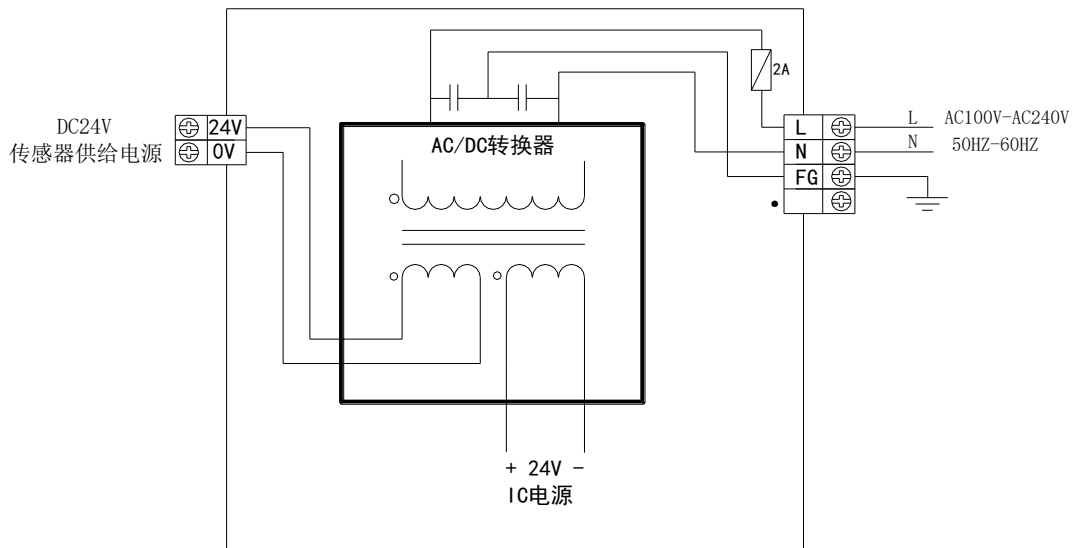 2A
DC24V
传感器供给电源
24V
0V
AC/DC转换器
L
N
FG
L
AC100V-AC240V
N
50HZ-60HZ
+ 24V -
IC电源